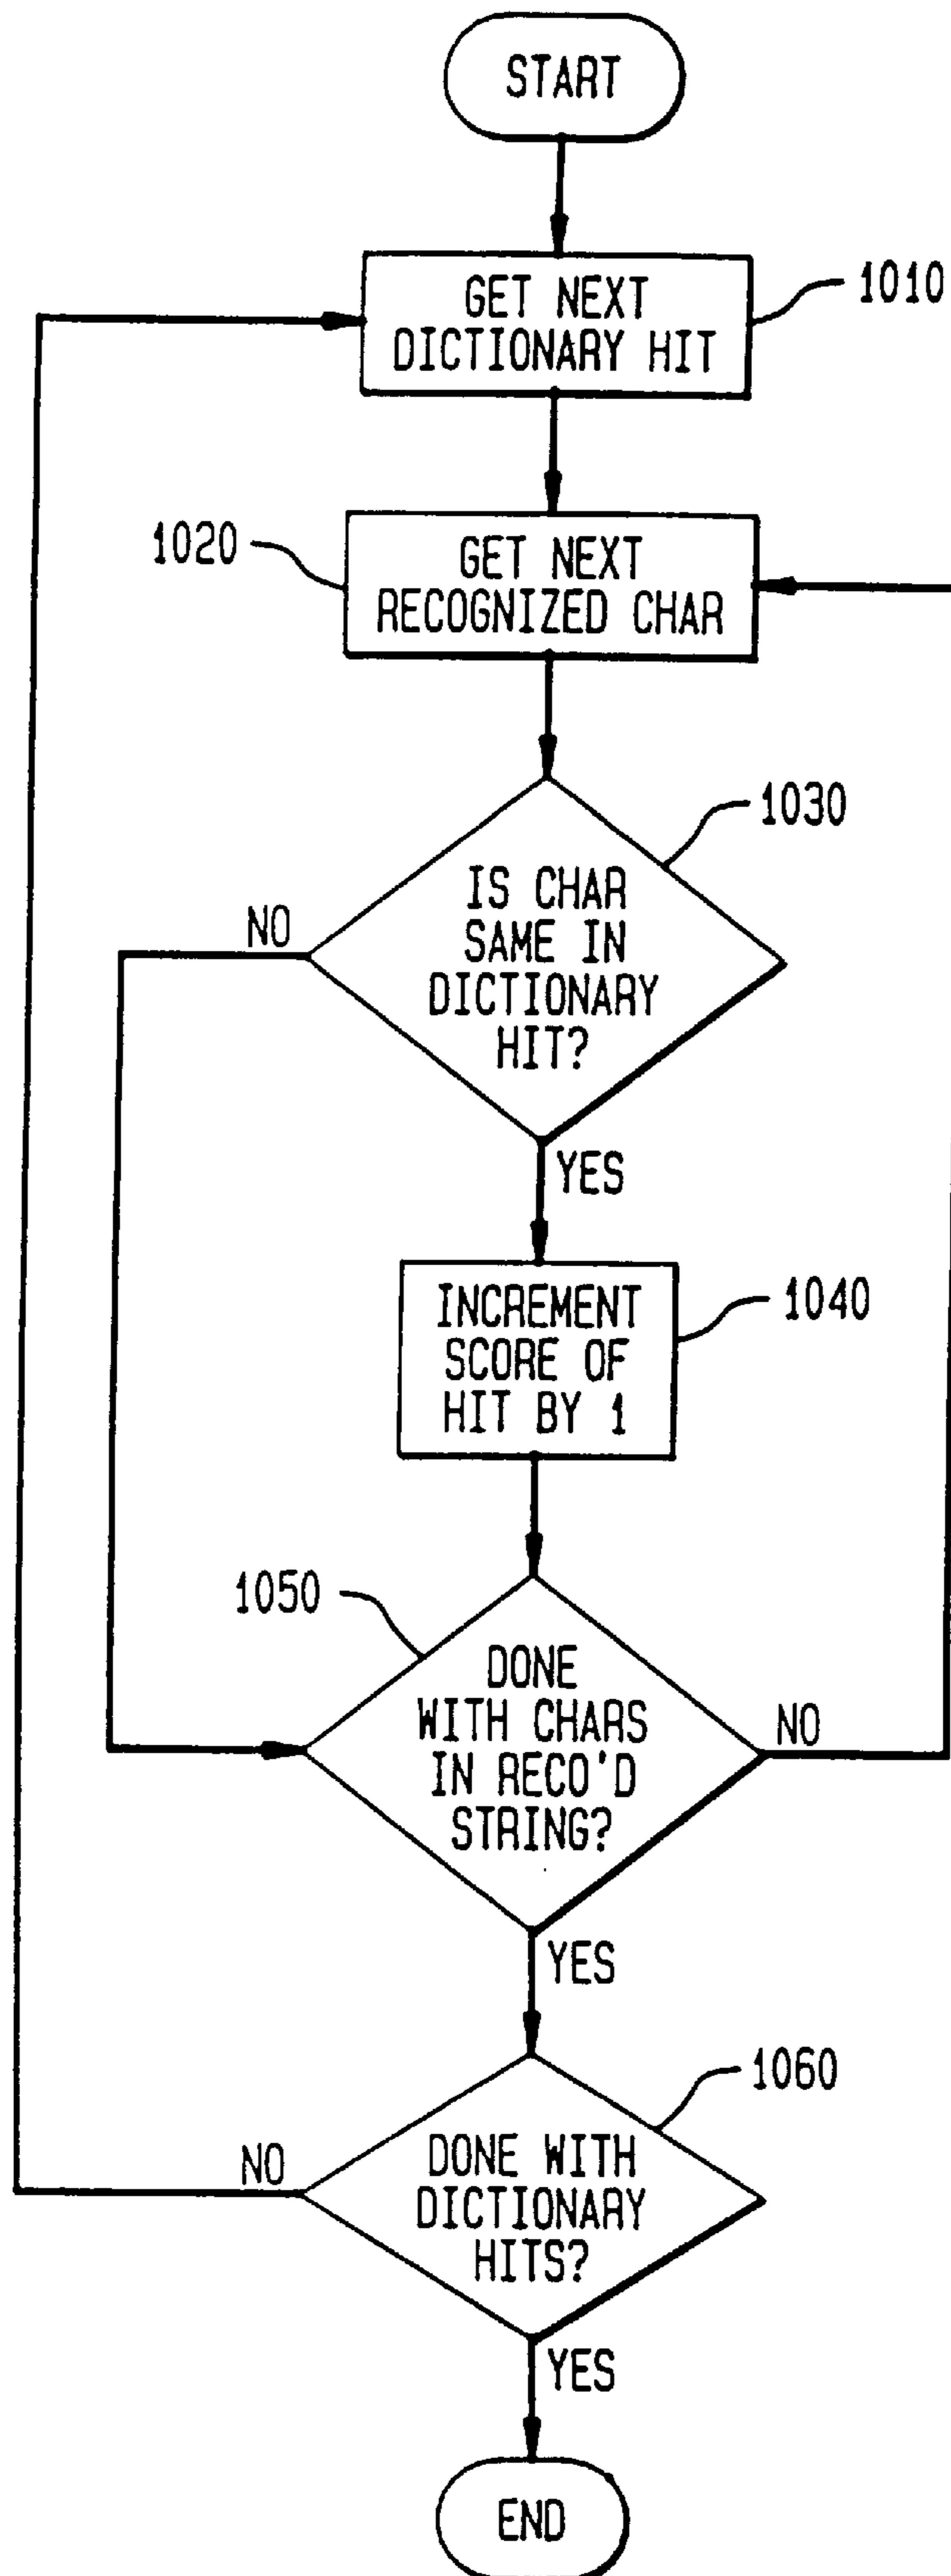 START
GET NEXT
DICTIONARY HIT
1010
1020
GET NEXT
RECOGNIZED CHAR
1030
IS CHAR
SAME IN
DICTIONARY
HIT?
NO
YES
INCREMENT
SCORE OF
HIT BY 1
1040
1050
DONE
WITH CHARS
IN RECO'D
STRING?
NO
YES
1060
DONE WITH
DICTIONARY
HITS?
NO
YES
END